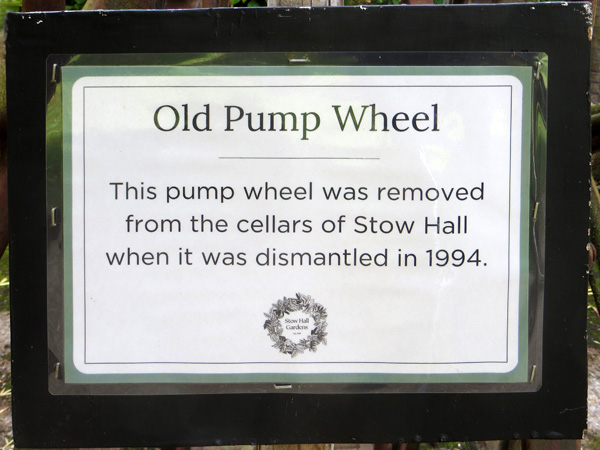 Old Pump Wheel
This pump wheel was removed
from the cellars of Stow Hall
when it was dismantled in 1994.
Stow Hall
Gardens